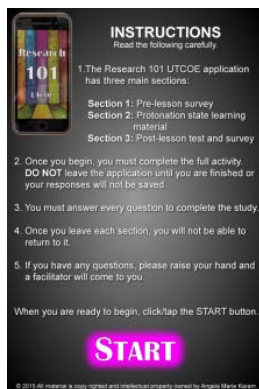 INSTRUCTIONS
Read the following carefully.
Research
101
UTCOE
1.The Research 101 UTCOE application
has three main sections:
Section 1: Pre-lesson survey
Section 2: Protonation state learning
material
Section 3: Post-lesson test and survey
2. Once you begin, you must complete the full activity.
DO NOT leave the application until you are finished or
your responses will not be saved.
3. You must answer every question to complete the study.
4. Once you leave each section, you will not be able to
return to it.
5. If you have any questions, please raise your hand and
a facilitator will come to you.
When you are ready to begin, click/tap the START button.
START
© 2015 All material is copy righted and intellectual property owned by Angela Marie Keram.